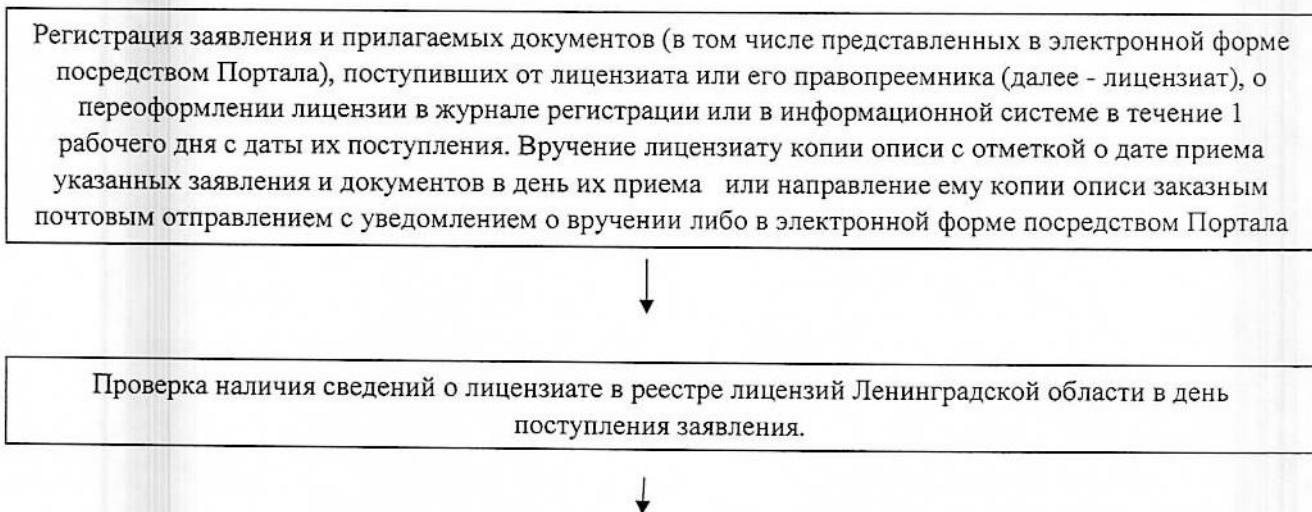 Регистрация заявления и прилагаемых документов (в том числе представленных в электронной форме
посредством Портала), поступивших от лицензиата или его правопреемника (далее - лицензиат), о
переоформлении лицензии в журнале регистрации или в информационной системе в течение 1
рабочего дня с даты их поступления. Вручение лицензиату копии описи с отметкой о дате приема
указанных заявления и документов в день их приема или направление ему копии описи заказным
почтовым отправлением с уведомлением о вручении либо в электронной форме посредством Портала
Проверка наличия сведений о лицензиате в реестре лицензий Ленинградской области в день
поступления заявления.